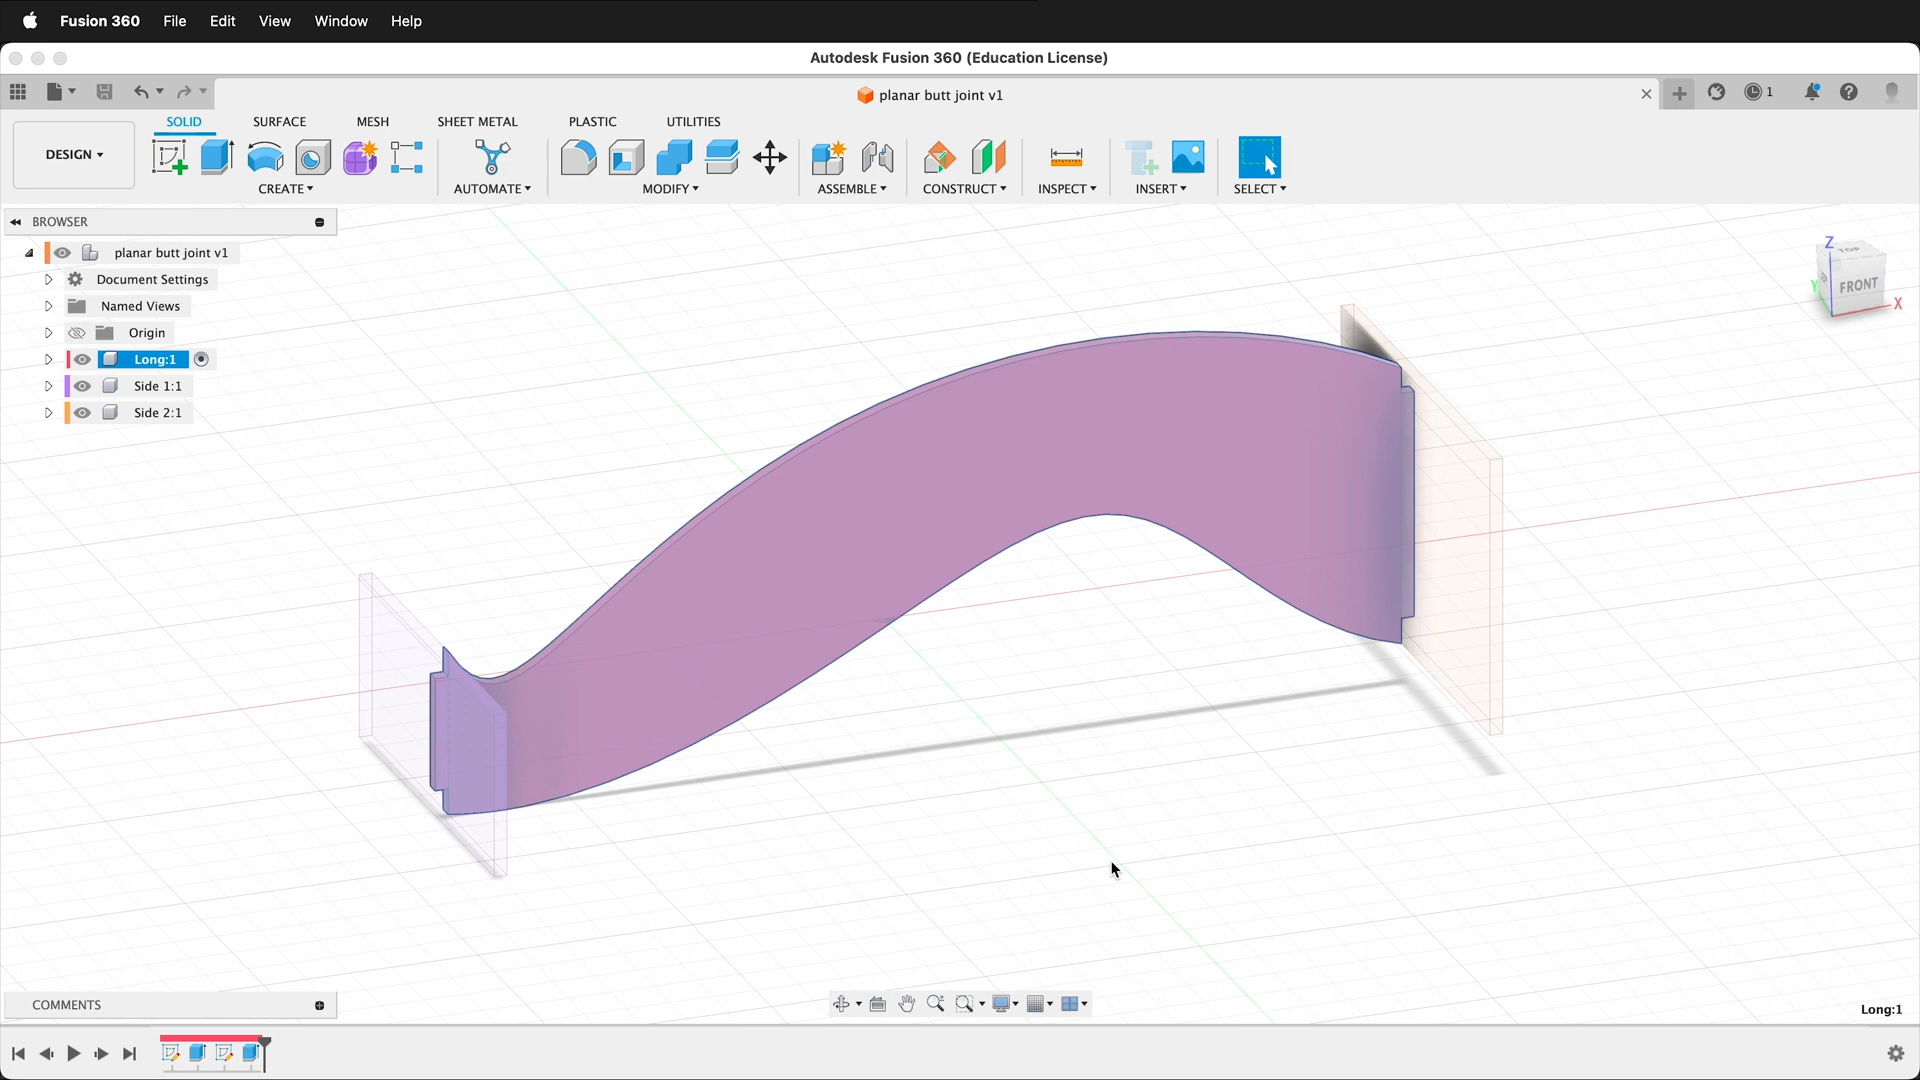 Fusion 360 File Edit View Window Help
Autodesk Fusion 360 (Education License)
planar butt joint v1
1
SOLID SURFACE MESH SHEET METAL PLASTIC UTILITIES
DESIGN
CREATE AUTOMATE MODIFY ASSEMBLE CONSTRUCT INSPECT INSERT SELECT
BROWSER
planar butt joint v1
Document Settings
Named Views
Origin
Long:1
Side 1:1
Side 2:1
Z
TOP
Y
FRONT
X
COMMENTS
Long:1